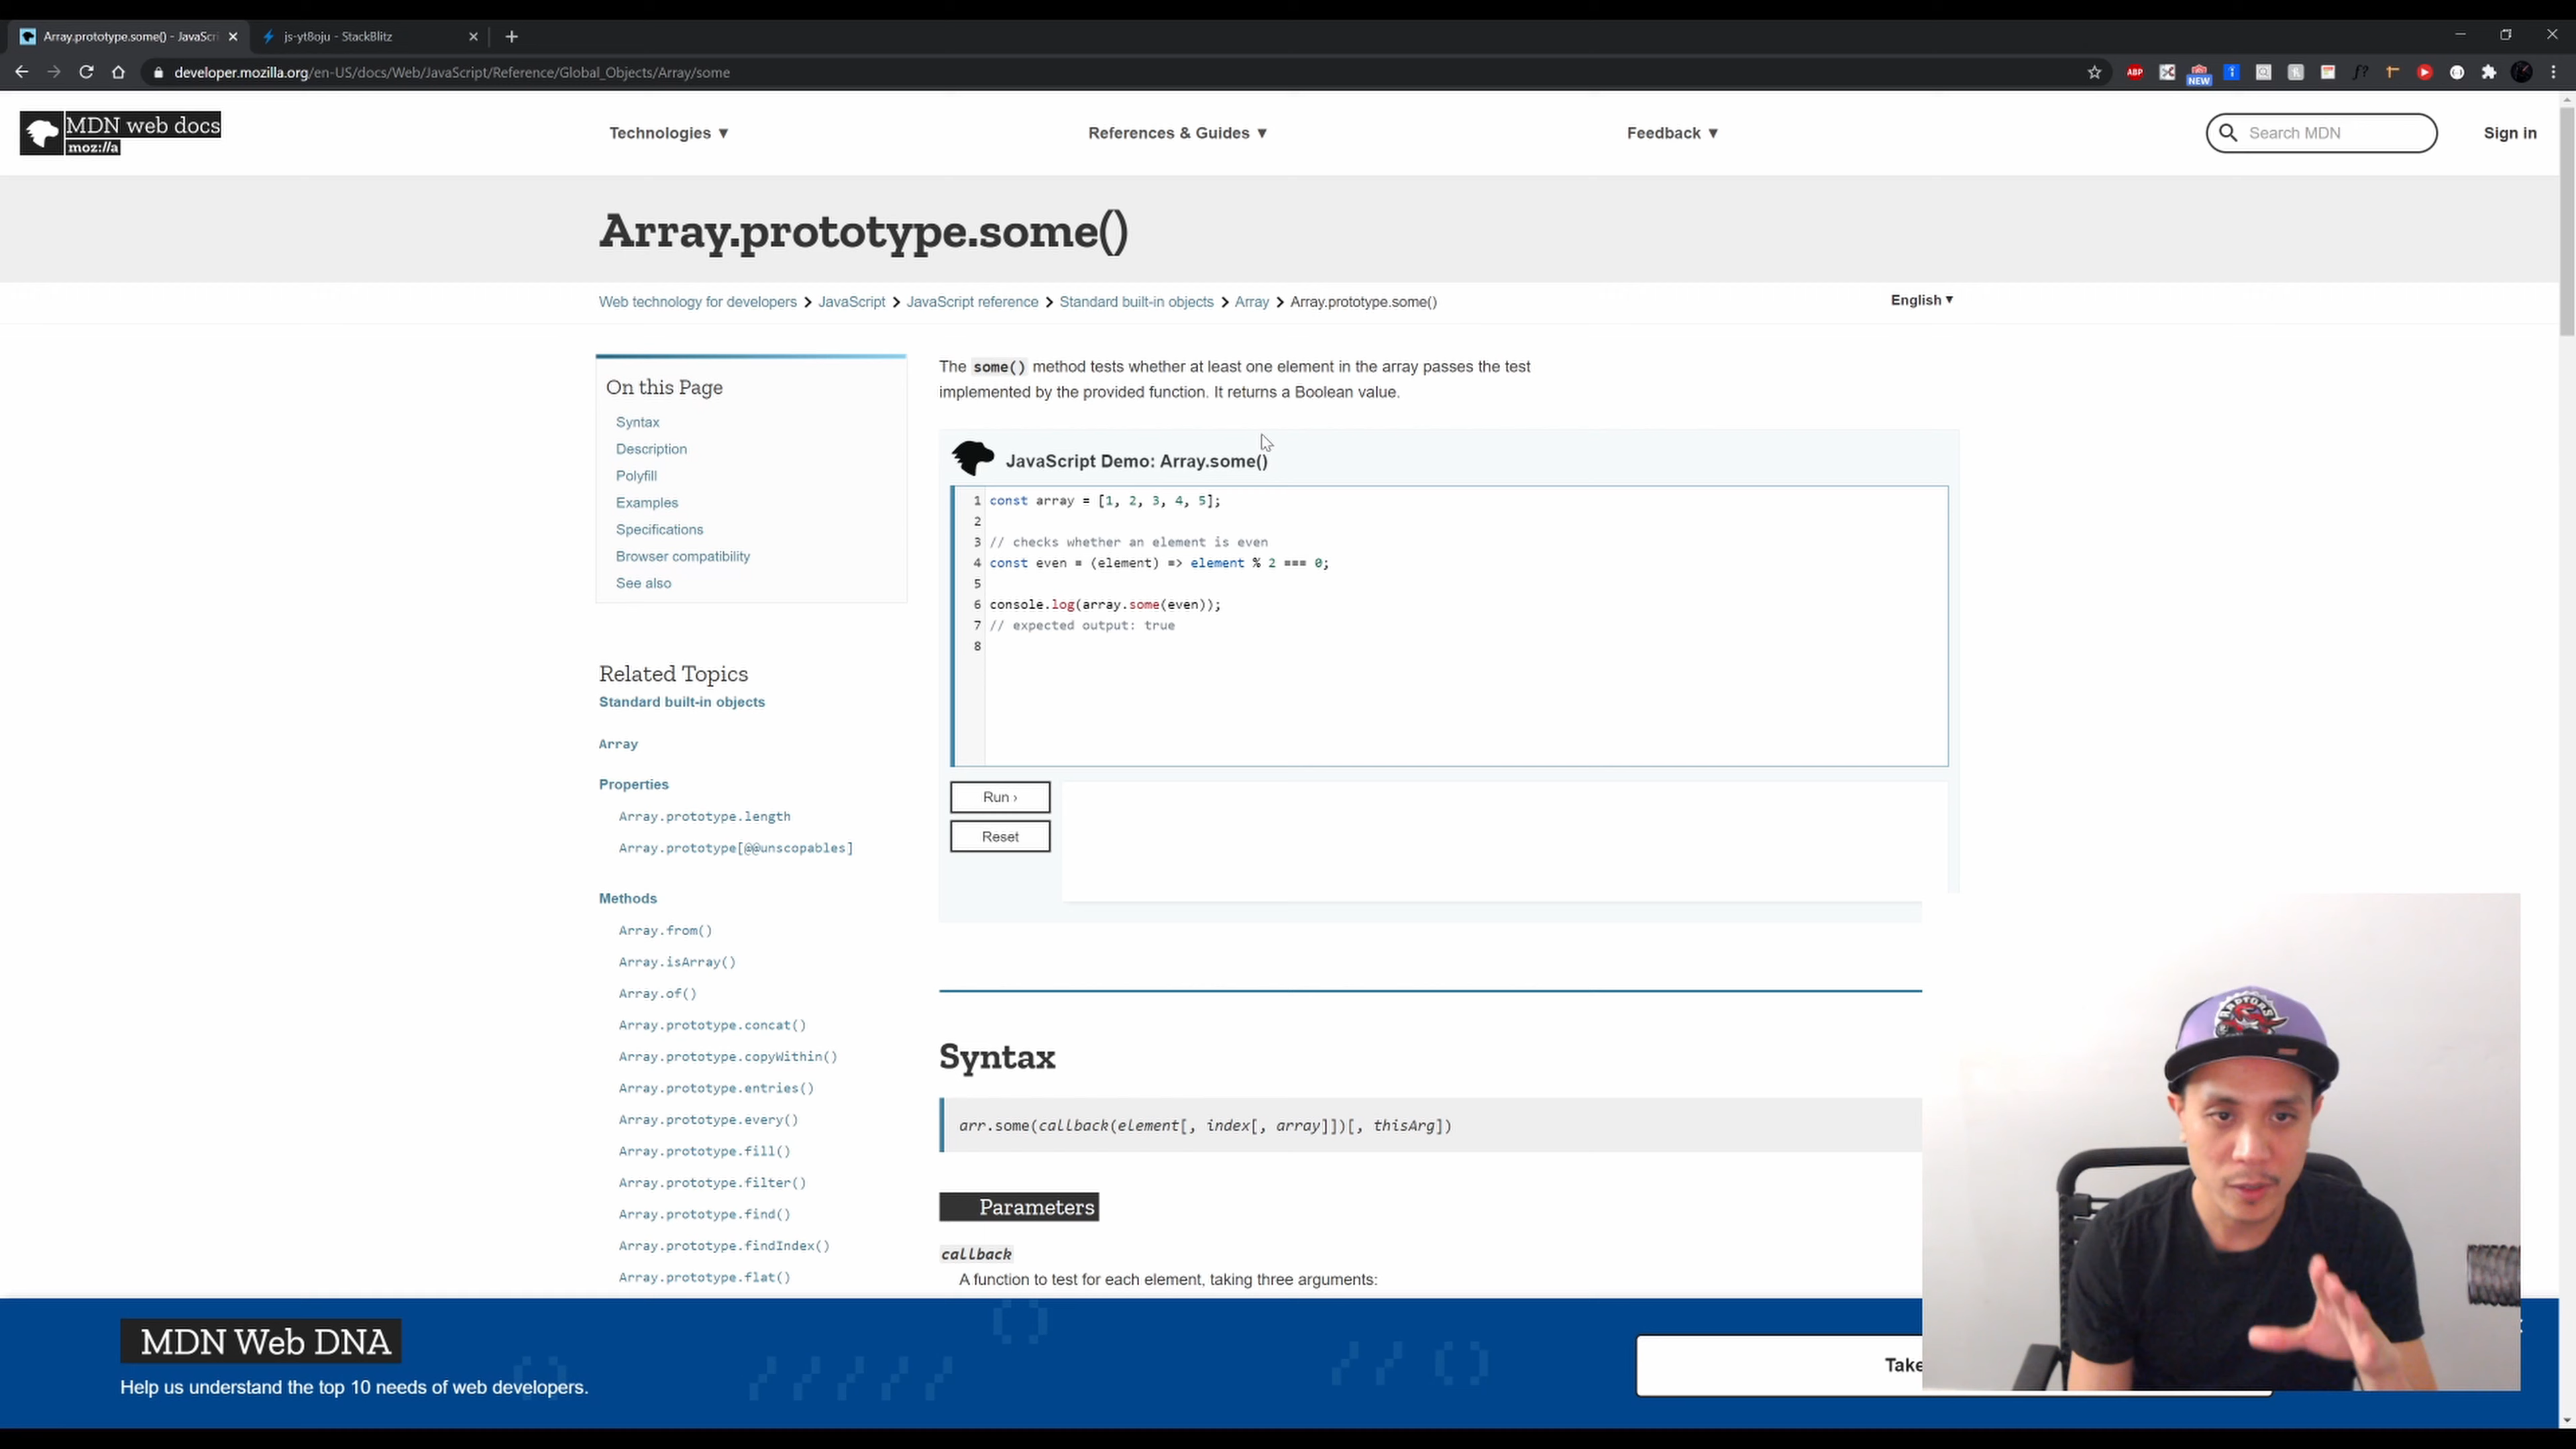 Array.prototype.some() - JavaScri
js-yt8oju - StackBlitz
developer.mozilla.org/en-US/docs/Web/JavaScript/Reference/Global_Objects/Array/some
ABP
NEW
MDN web docs
moz://a
Technologies ▼
References & Guides ▼
Feedback ▼
Search MDN
Sign in
Array.prototype.some()
Web technology for developers > JavaScript > JavaScript reference > Standard built-in objects > Array > Array.prototype.some()
English ▼
On this Page
Syntax
Description
Polyfill
Examples
Specifications
Browser compatibility
See also
Related Topics
Standard built-in objects
Array
Properties
Array.prototype.length
Array.prototype[@@unscopables]
Methods
Array.from()
Array.isArray()
Array.of()
Array.prototype.concat()
Array.prototype.copyWithin()
Array.prototype.entries()
Array.prototype.every()
Array.prototype.fill()
Array.prototype.filter()
Array.prototype.find()
Array.prototype.findIndex()
Array.prototype.flat()
The some() method tests whether at least one element in the array passes the test
implemented by the provided function. It returns a Boolean value.
JavaScript Demo: Array.some()
1 const array = [1, 2, 3, 4, 5];
2
3 // checks whether an element is even
4 const even = (element) => element % 2 === 0;
5
6 console.log(array.some(even));
7 // expected output: true
8
Run ›
Reset
Syntax
arr.some(callback(element[, index[, array]])[, thisArg])
Parameters
callback
A function to test for each element, taking three arguments:
RAPTORS
MDN Web DNA
Help us understand the top 10 needs of web developers.
Take